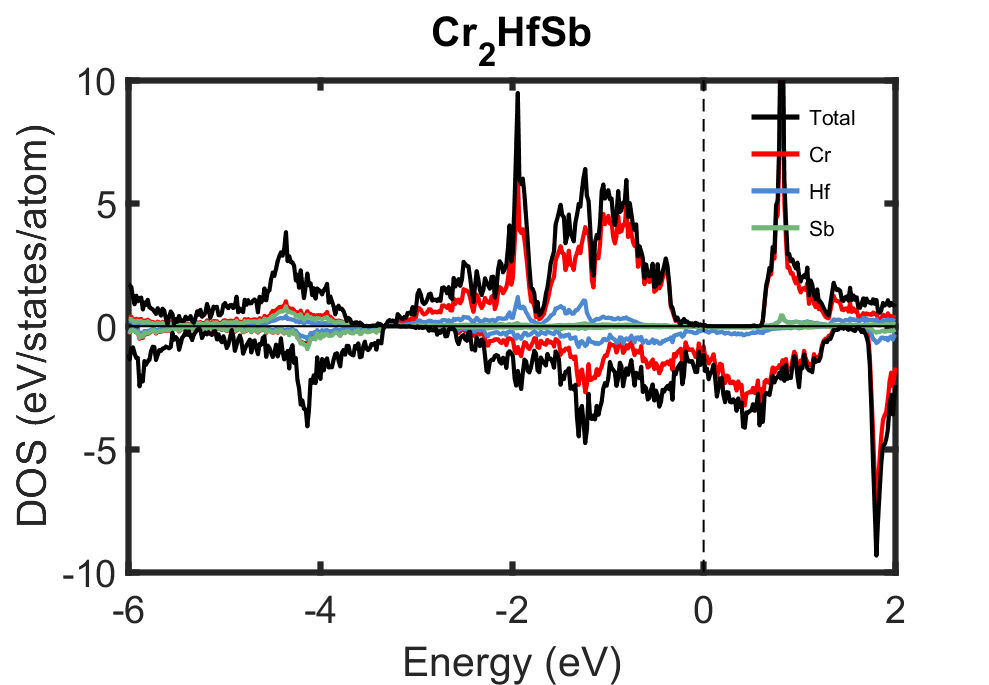 Cr2HfSb
10
5
0
-5
-10
DOS (eV/states/atom)
Total
Cr
Hf
Sb
-6 -4 -2 0 2
Energy (eV)